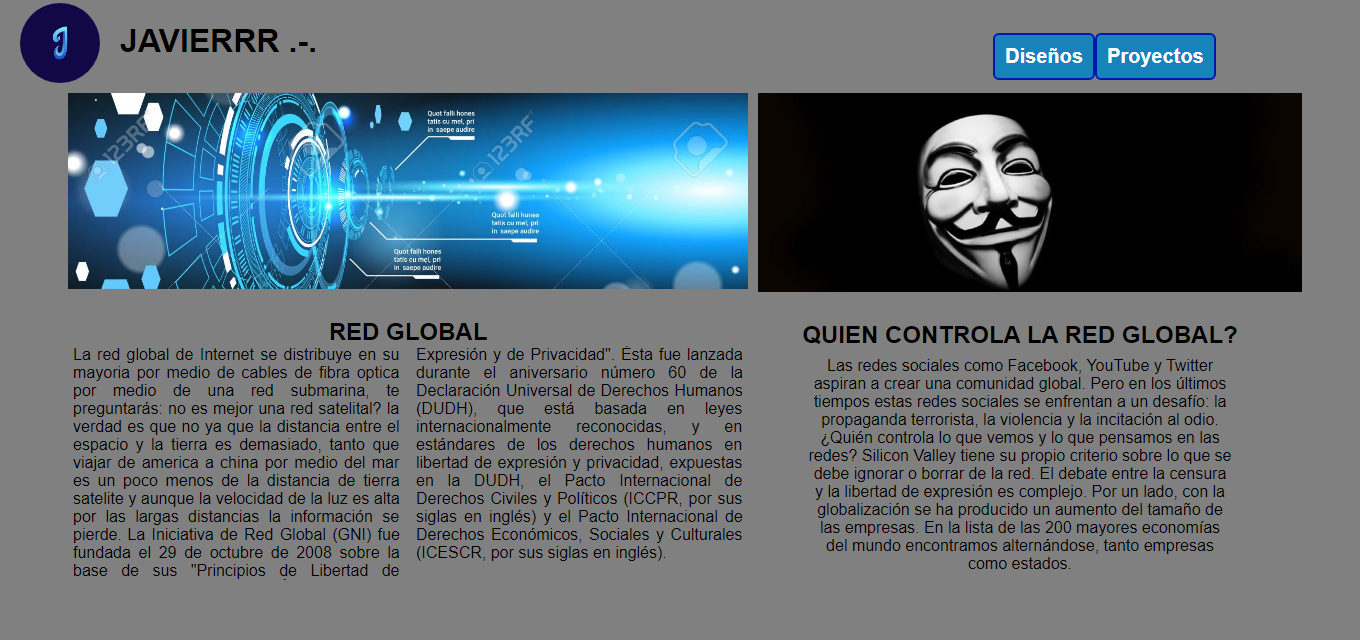 J
JAVIERRR .-.
Diseños
Proyectos
123RF
Quot falli hones
tatis cu mel, pri
in saepe audire
123RF
Quot falli hones
tatis cu mel, pri
in saepe audire
Quot falli hones
tatis cu mel, pri
in saepe audire
RED GLOBAL
La red global de Internet se distribuye en su
mayoria por medio de cables de fibra optica
por medio de una red submarina, te
preguntarás: no es mejor una red satelital? la
verdad es que no ya que la distancia entre el
espacio y la tierra es demasiado, tanto que
viajar de america a china por medio del mar
es un poco menos de la distancia de tierra
satelite y aunque la velocidad de la luz es alta
por las largas distancias la información se
pierde. La Iniciativa de Red Global (GNI) fue
fundada el 29 de octubre de 2008 sobre la
base de sus "Principios de Libertad de
Expresión y de Privacidad". Ésta fue lanzada
durante el aniversario número 60 de la
Declaración Universal de Derechos Humanos
(DUDH), que está basada en leyes
internacionalmente reconocidas, y en
estándares de los derechos humanos en
libertad de expresión y privacidad, expuestas
en la DUDH, el Pacto Internacional de
Derechos Civiles y Políticos (ICCPR, por sus
siglas en inglés) y el Pacto Internacional de
Derechos Económicos, Sociales y Culturales
(ICESCR, por sus siglas en inglés).
QUIEN CONTROLA LA RED GLOBAL?
Las redes sociales como Facebook, YouTube y Twitter
aspiran a crear una comunidad global. Pero en los últimos
tiempos estas redes sociales se enfrentan a un desafío: la
propaganda terrorista, la violencia y la incitación al odio.
¿Quién controla lo que vemos y lo que pensamos en las
redes? Silicon Valley tiene su propio criterio sobre lo que se
debe ignorar o borrar de la red. El debate entre la censura
y la libertad de expresión es complejo. Por un lado, con la
globalización se ha producido un aumento del tamaño de
las empresas. En la lista de las 200 mayores economías
del mundo encontramos alternándose, tanto empresas
como estados.